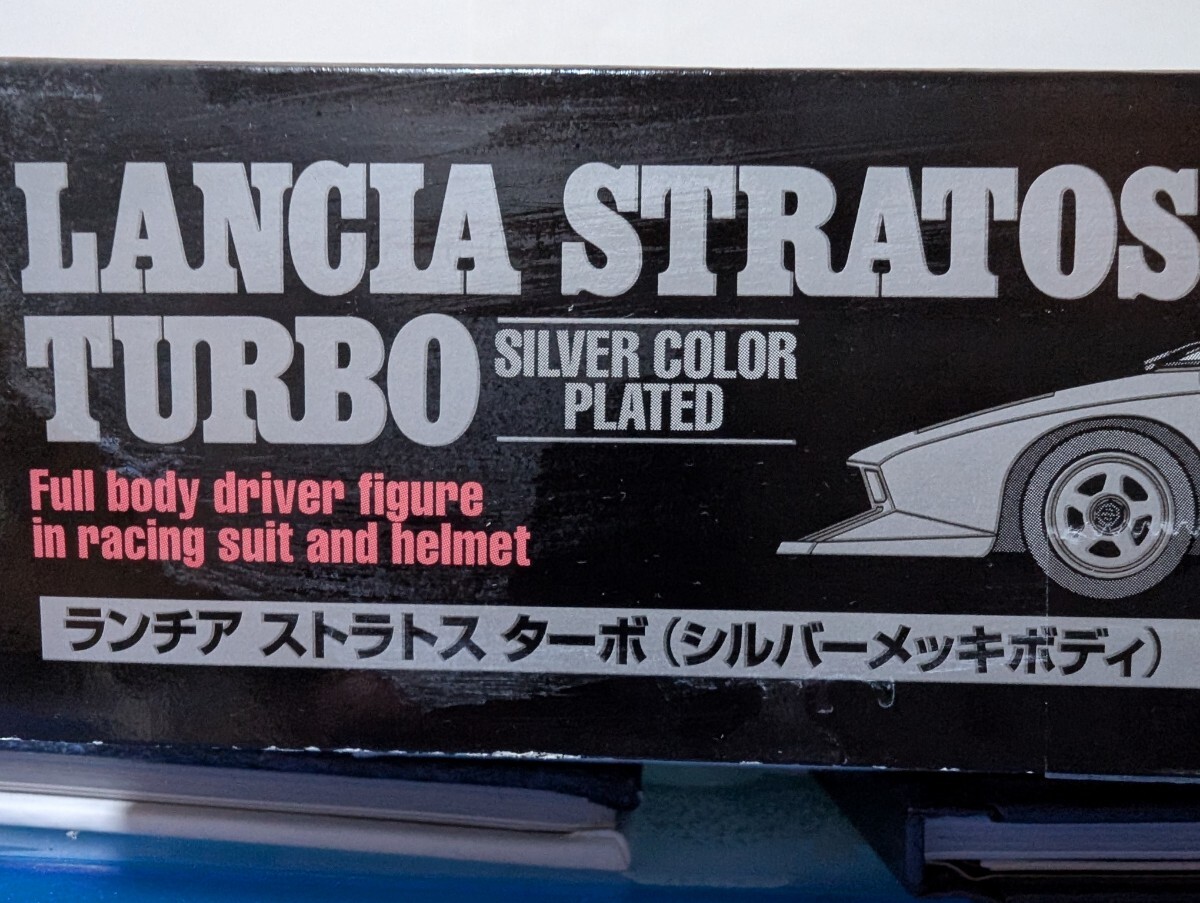 LANCIA STRATOS
TURBO
SILVER COLOR
PLATED
Full body driver figure
in racing suit and helmet
ランチア ストラトス ターボ（シルバーメッキボディ）